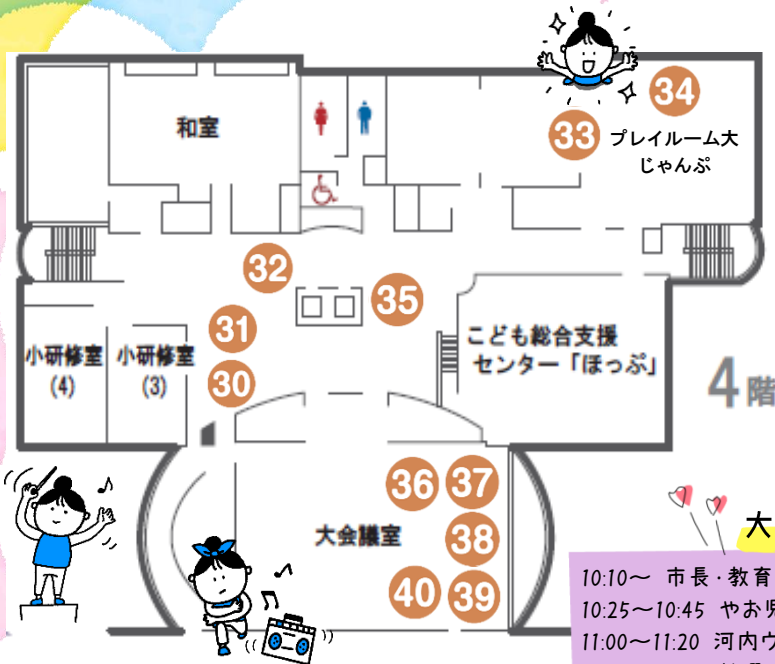 和室
33
34
プレイルーム大
じゃんぷ
32
35
31
30
小研修室
(4)
小研修室
(3)
こども総合支援
センター「ほっぷ」
4階
36
37
大会議室
38
40
39
大
10:10～ 市長・教育
10:25～10:45 やお児
11:00～11:20 河内ウ